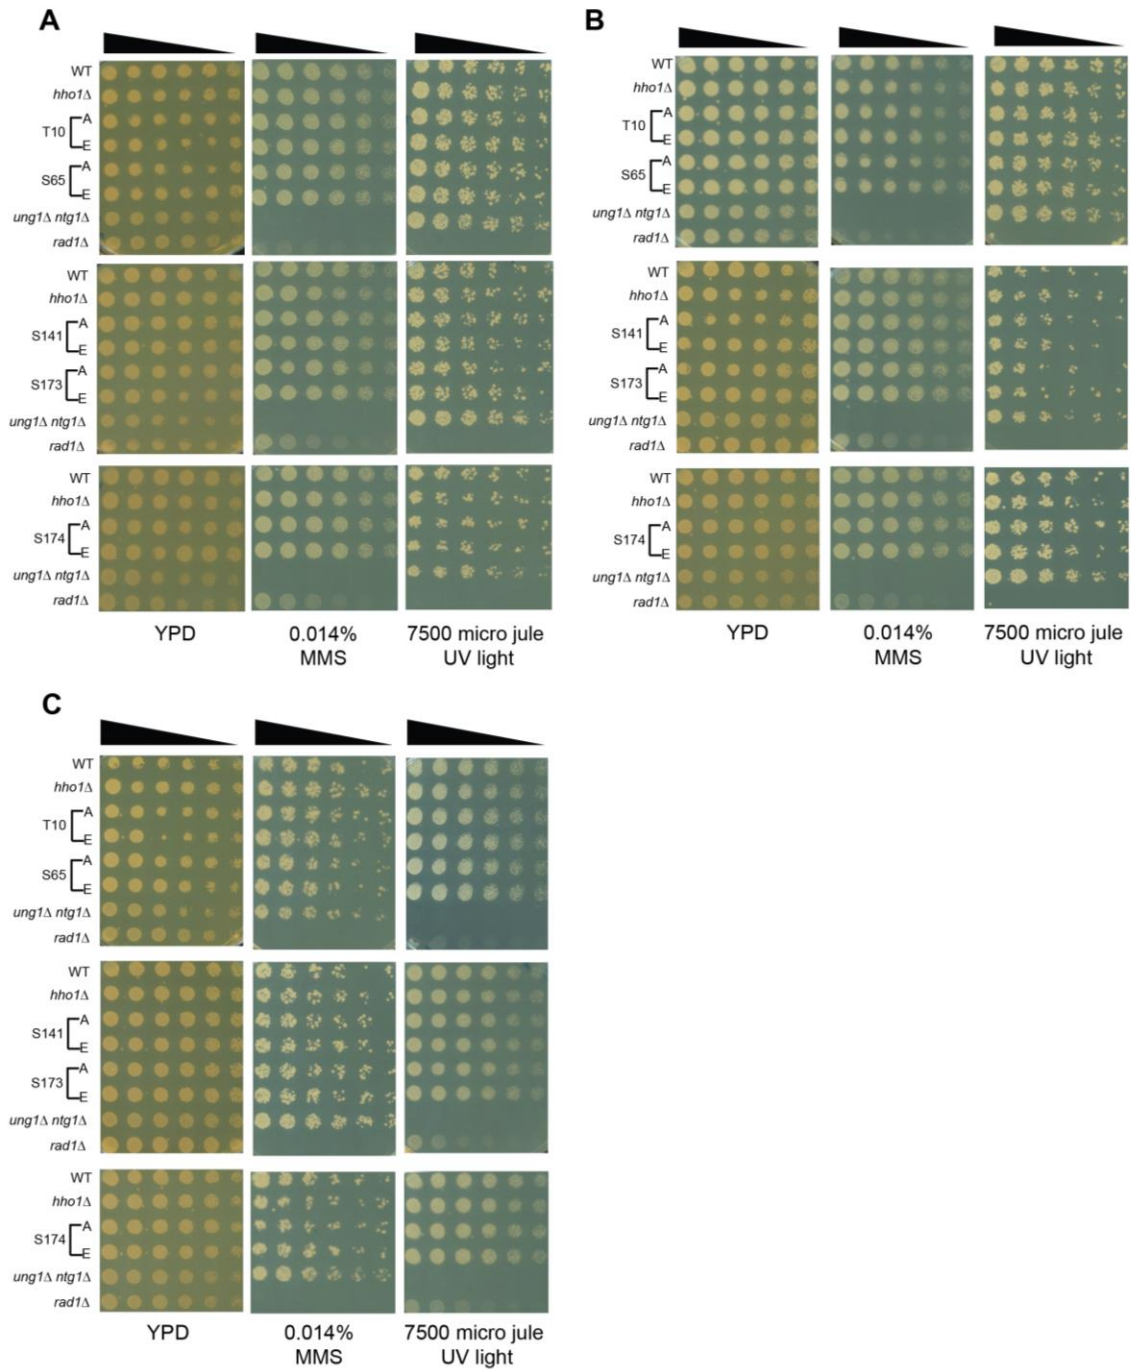 A
WT
hho1Δ
T10
A
E
S65
A
E
ung1Δ ntg1Δ
rad1Δ
WT
hho1Δ
S141
A
E
S173
A
E
ung1Δ ntg1Δ
rad1Δ
WT
hho1Δ
S174
A
E
ung1Δ ntg1Δ
rad1Δ
YPD
0.014%
MMS
7500 micro jule
UV light
B
WT
hho1Δ
T10
A
E
S65
A
E
ung1Δ ntg1Δ
rad1Δ
WT
hho1Δ
S141
A
E
S173
A
E
ung1Δ ntg1Δ
rad1Δ
WT
hho1Δ
S174
A
E
ung1Δ ntg1Δ
rad1Δ
YPD
0.014%
MMS
7500 micro jule
UV light
C
WT
hho1Δ
T10
A
E
S65
A
E
ung1Δ ntg1Δ
rad1Δ
WT
hho1Δ
S141
A
E
S173
A
E
ung1Δ ntg1Δ
rad1Δ
WT
hho1Δ
S174
A
E
ung1Δ ntg1Δ
rad1Δ
YPD
0.014%
MMS
7500 micro jule
UV light